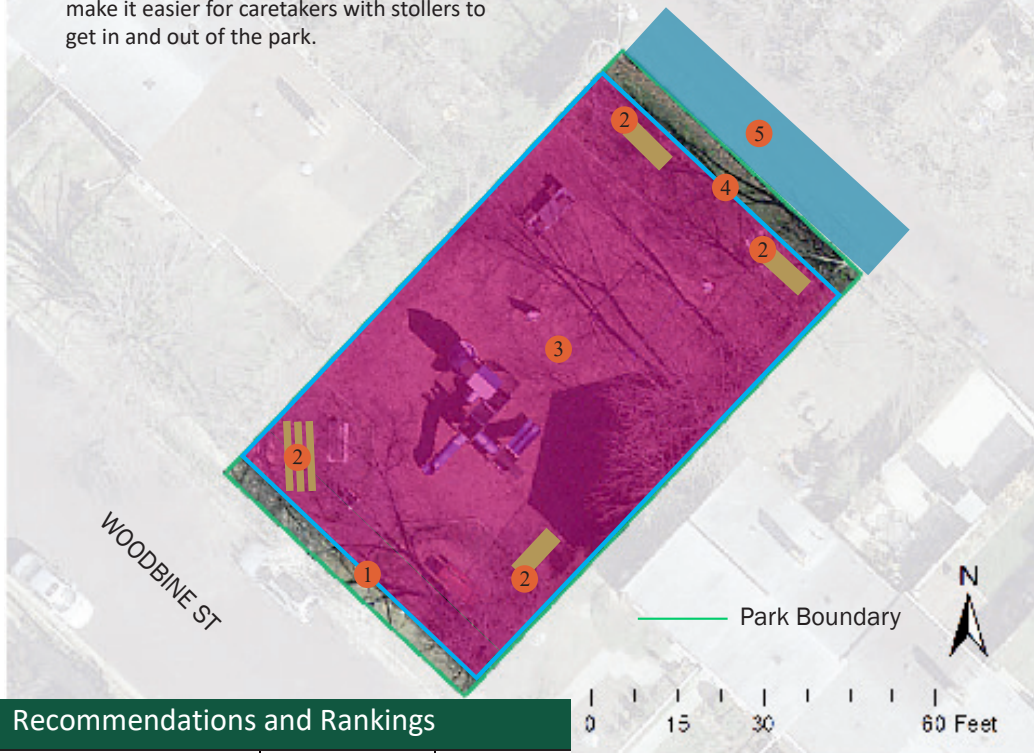 make it easier for caretakers with stollers to
get in and out of the park.
5
2
4
2
3
2
WOODBINE ST
1
2
N
Park Boundary
0 15 30 60 Feet
Recommendations and Rankings